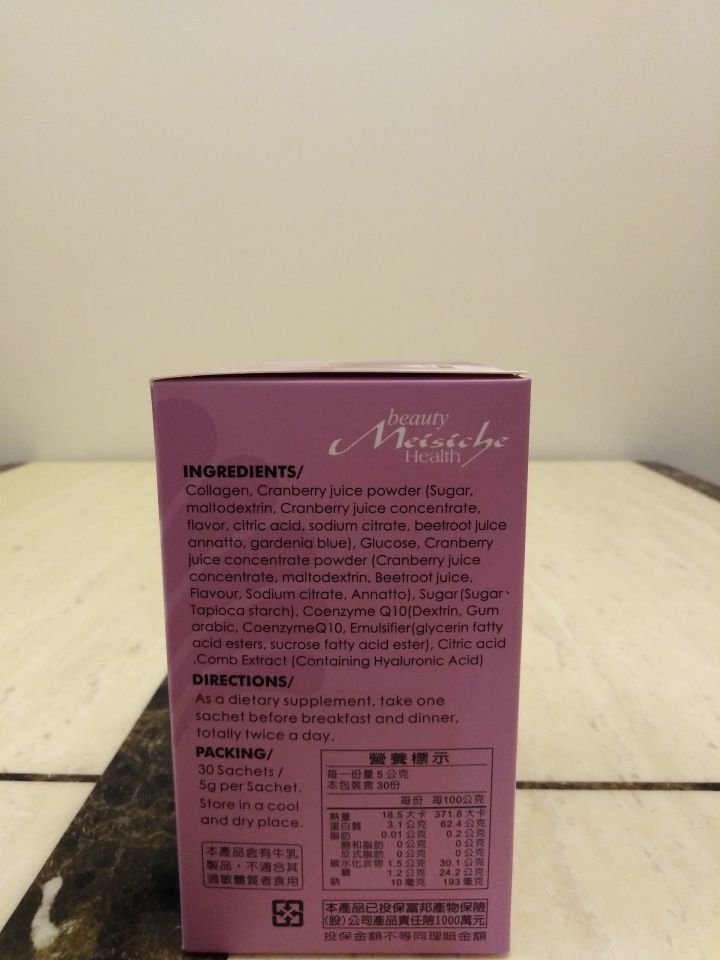 beauty
Meisiche
Health
INGREDIENTS/
Collagen, Cranberry juice powder (Sugar,
maltodextrin, Cranberry juice concentrate,
flavor, citric acid, sodium citrate, beetroot juice
annatto, gardenia blue), Glucose, Cranberry
juice concentrate powder (Cranberry juice
concentrate, maltodextrin, Beetroot juice,
Flavour, Sodium citrate, Annatto), Sugar(Sugar、
Tapioca starch), Coenzyme Q10(Dextrin, Gum
arabic, CoenzymeQ10, Emulsifier(glycerin fatty
acid esters, sucrose fatty acid ester), Citric acid
.Comb Extract (Containing Hyaluronic Acid)
DIRECTIONS/
As a dietary supplement, take one
sachet before breakfast and dinner,
totally twice a day.
PACKING/
30 Sachets /
5g per Sachet.
Store in a cool
and dry place.
本產品含有牛乳
製品，不適合其
過敏體質者食用
營養標示
每一份量 5 公克
本包裝含 30份
每份 每100公克
熱量 18.5 大卡 371.8 大卡
蛋白質 3.1 公克 62.4 公克
脂肪 0.01 公克 0.2 公克
飽和脂肪 0 公克 0 公克
反式脂肪 0 公克 0 公克
碳水化合物 1.5 公克 30.1 公克
糖 1.2 公克 24.2 公克
鈉 10 毫克 193 毫克
本產品已投保富邦產物保險
(股)公司產品責任險1000萬元
投保金額不等同理賠金額